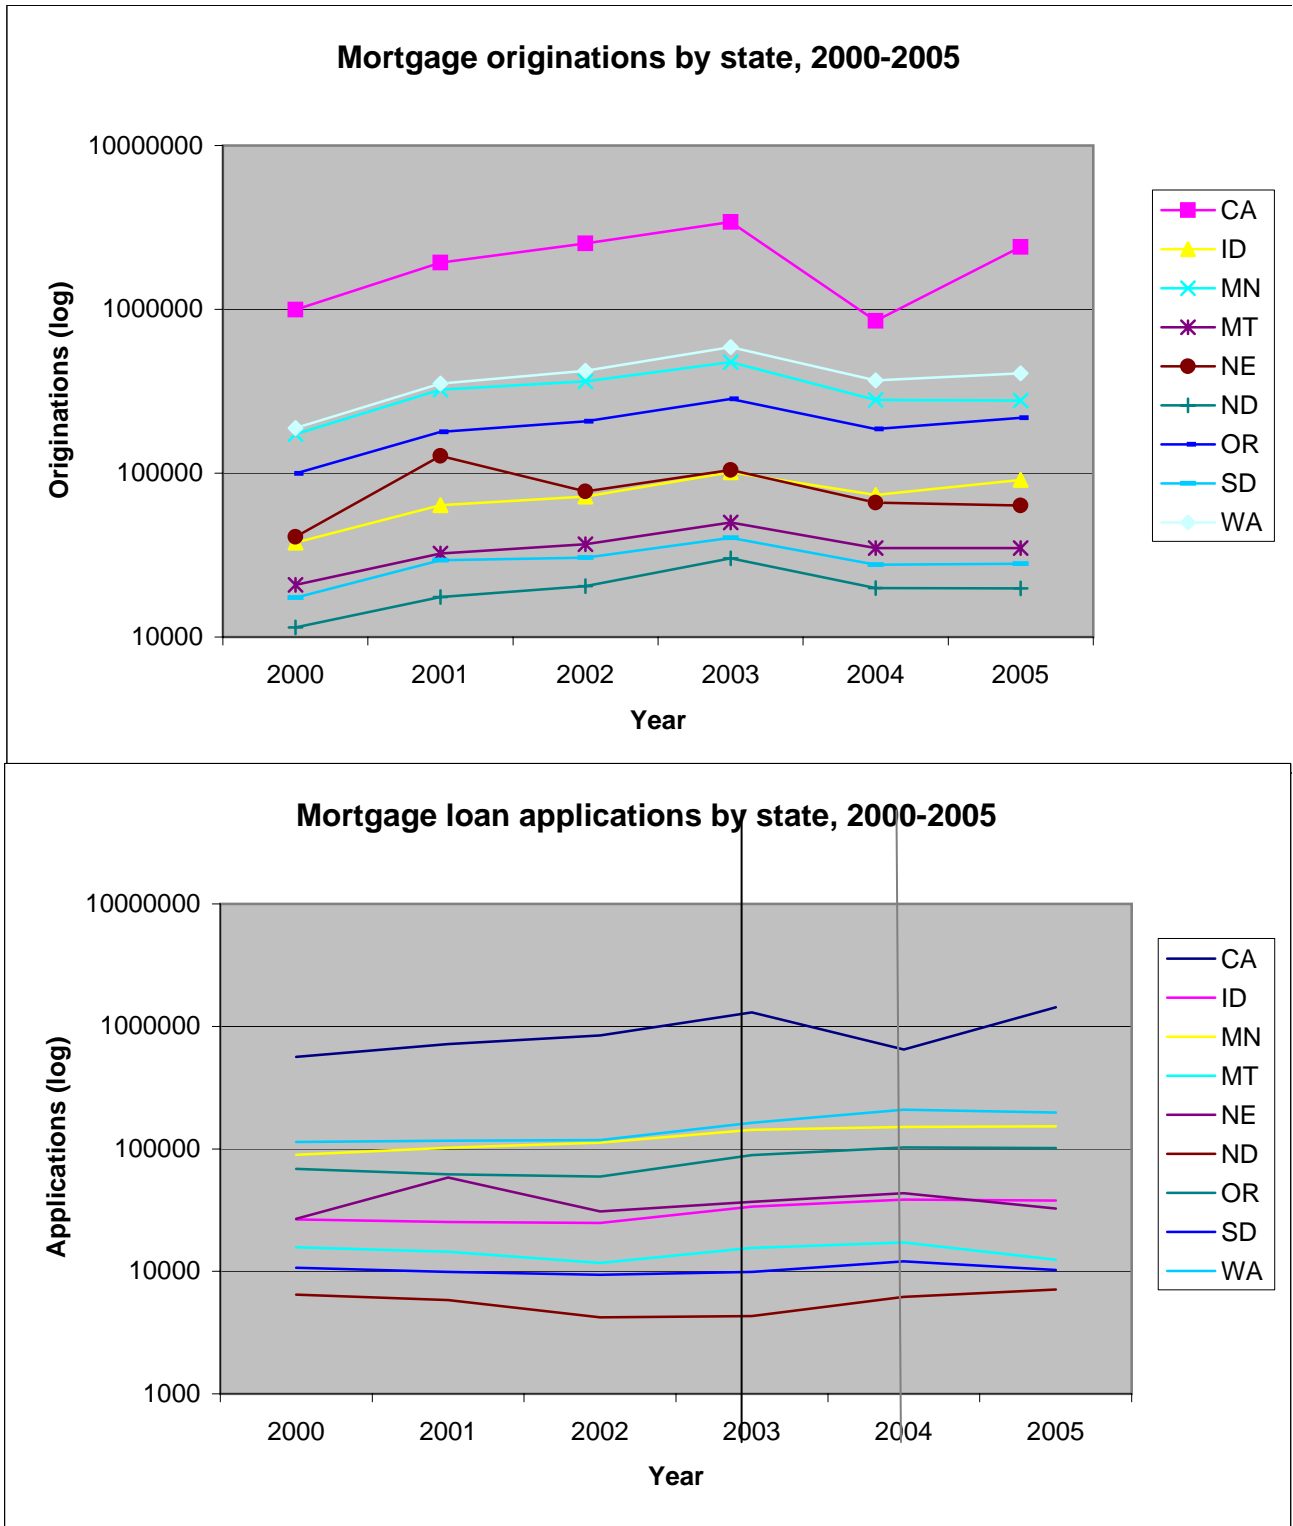 Mortgage originations by state, 2000-2005
10000000
1000000
100000
10000
Originations (log)
2000 2001 2002 2003 2004 2005
Year
CA
ID
MN
MT
NE
ND
OR
SD
WA
Mortgage loan applications by state, 2000-2005
10000000
1000000
100000
10000
1000
Applications (log)
2000 2001 2002 2003 2004 2005
Year
CA
ID
MN
MT
NE
ND
OR
SD
WA